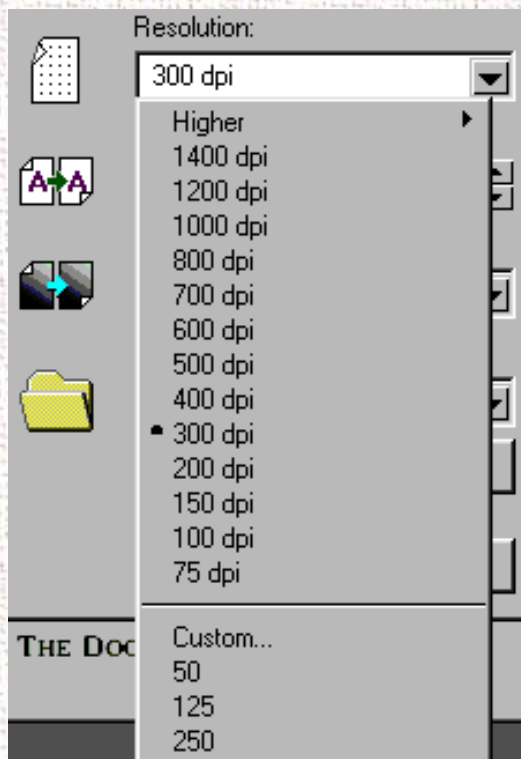 Resolution:
300 dpi
Higher
1400 dpi
1200 dpi
1000 dpi
800 dpi
700 dpi
600 dpi
500 dpi
400 dpi
300 dpi
200 dpi
150 dpi
100 dpi
75 dpi
Custom...
THE DOC
50
125
250
A A